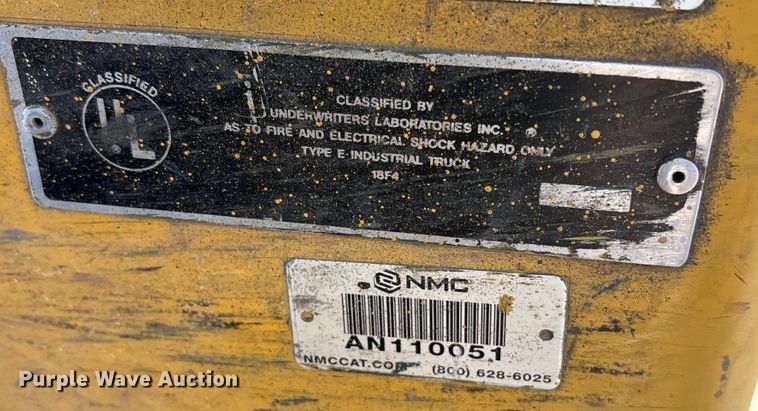 CLASSIFIED
UL
CLASSIFIED BY
UNDERWRITERS LABORATORIES INC.
AS TO FIRE AND ELECTRICAL SHOCK HAZARD ONLY
TYPE E INDUSTRIAL TRUCK
18F4
NMC
AN110051
NMCCAT.COM (800) 628-6025
Purple Wave Auction